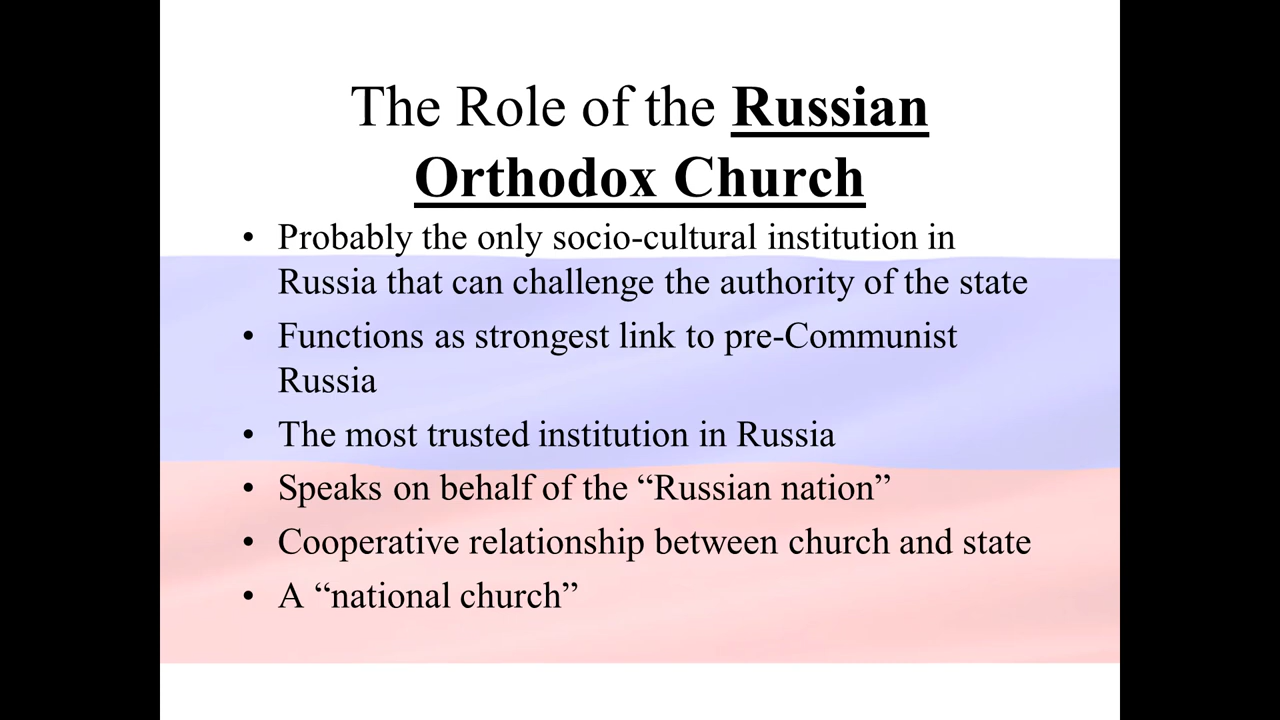 The Role of the Russian
Orthodox Church
• Probably the only socio-cultural institution in
Russia that can challenge the authority of the state
• Functions as strongest link to pre-Communist
Russia
• The most trusted institution in Russia
• Speaks on behalf of the “Russian nation”
• Cooperative relationship between church and state
• A “national church”